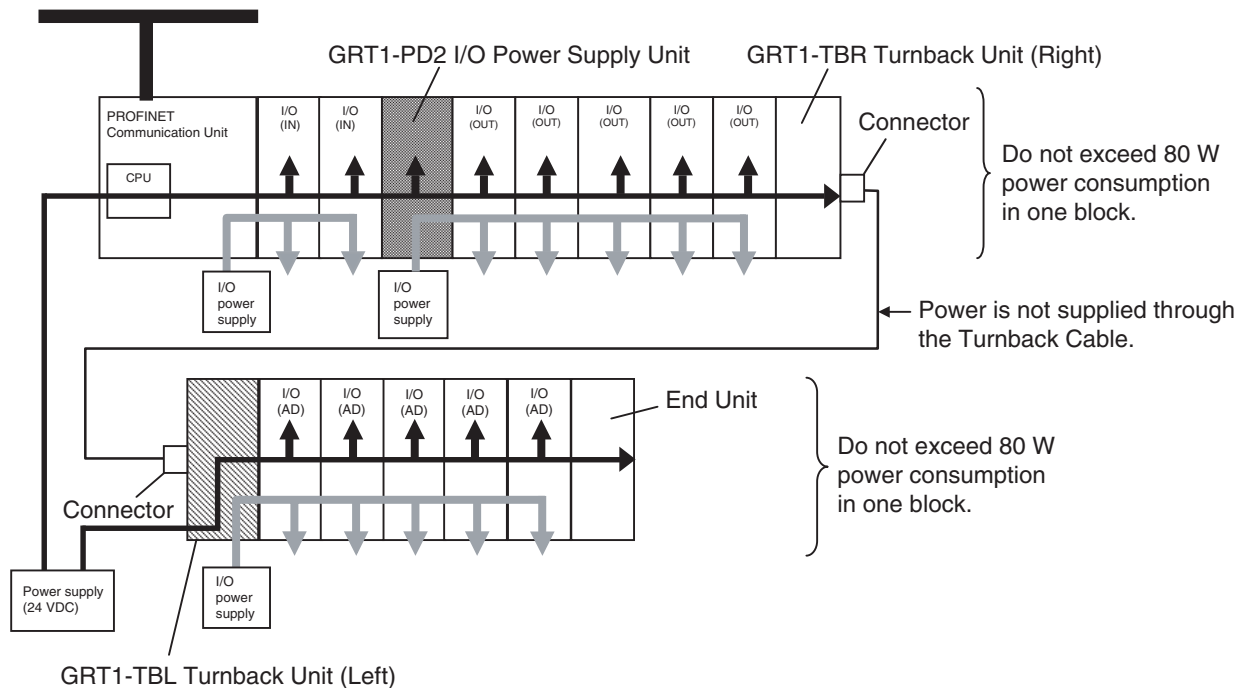 GRT1-PD2 I/O Power Supply Unit
GRT1-TBR Turnback Unit (Right)
PROFINET
Communication Unit
CPU
I/O
(IN)
I/O
(IN)
I/O
(OUT)
I/O
(OUT)
I/O
(OUT)
I/O
(OUT)
I/O
(OUT)
Connector
Do not exceed 80 W
power consumption
in one block.
I/O
power
supply
I/O
power
supply
Power is not supplied through
the Turnback Cable.
I/O
(AD)
I/O
(AD)
I/O
(AD)
I/O
(AD)
I/O
(AD)
End Unit
Do not exceed 80 W
power consumption
in one block.
Connector
Power supply
(24 VDC)
I/O
power
supply
GRT1-TBL Turnback Unit (Left)